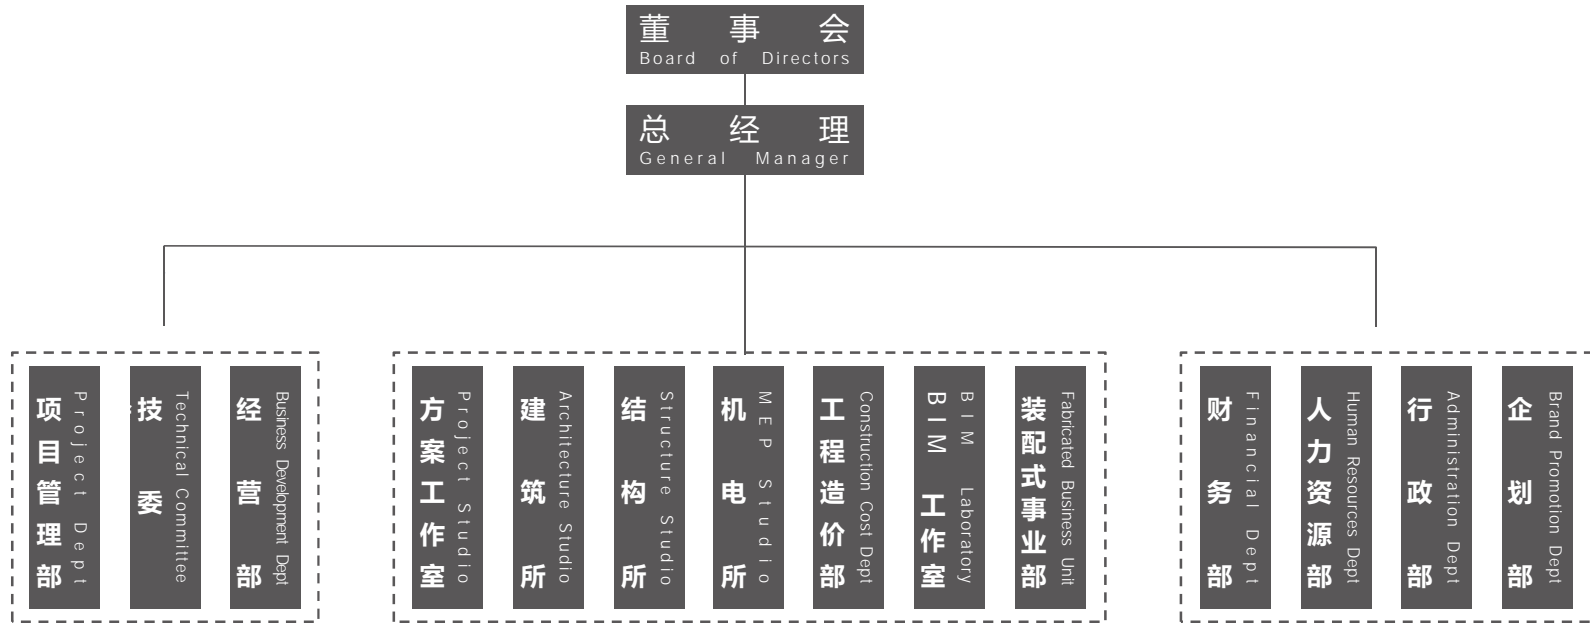 董事会
Board of Directors
总经理
General Manager
项目管理部
Project Dept
技委
Technical Committee
经营部
Business Development Dept
方案工作室
Project Studio
建筑所
Architecture Studio
结构所
Structure Studio
机电所
MEP Studio
工程造价部
Construction Cost Dept
BIM工作室
BIM Laboratory
装配式事业部
Fabricated Business Unit
财务部
Financial Dept
人力资源部
Human Resources Dept
行政部
Administration Dept
企划部
Brand Promotion Dept